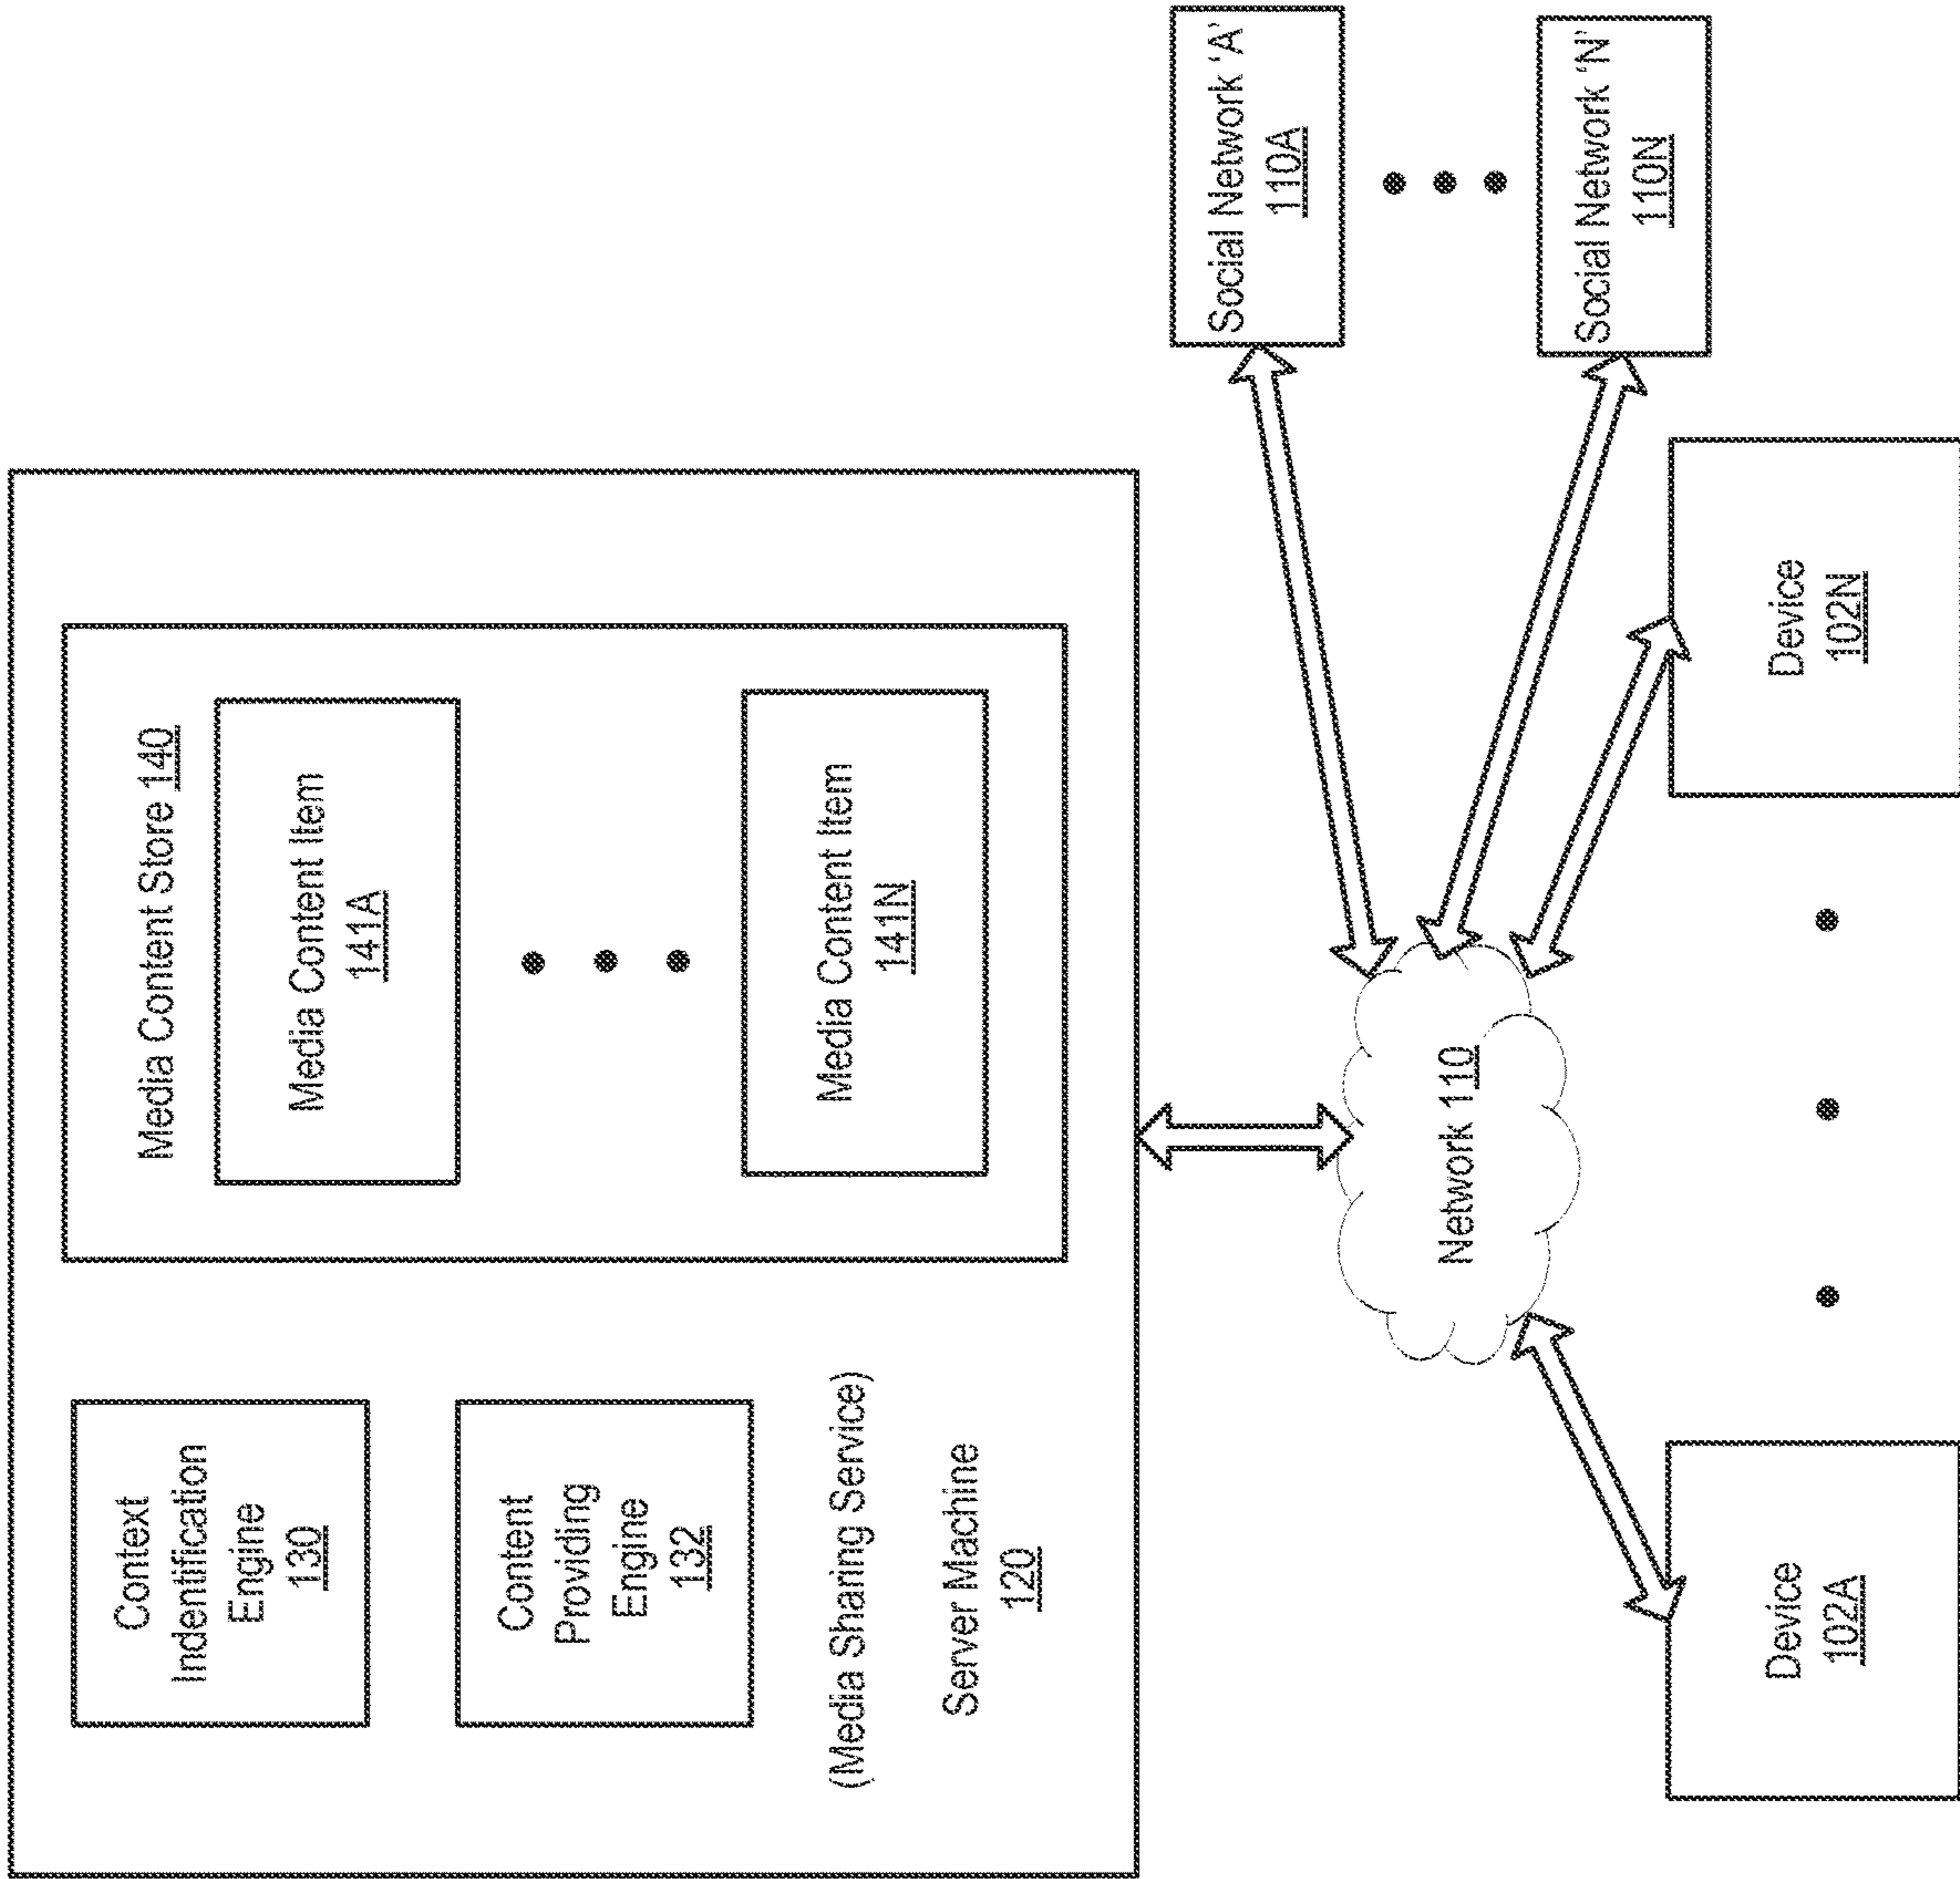 Context
Indentification
Engine
130
Content
Providing
Engine
132
(Media Sharing Service)
Server Machine
120
Media Content Store 140
Media Content Item
141A
Media Content Item
141N
Network 110
Social Network 'A'
110A
Social Network 'N'
110N
Device
102A
Device
102N